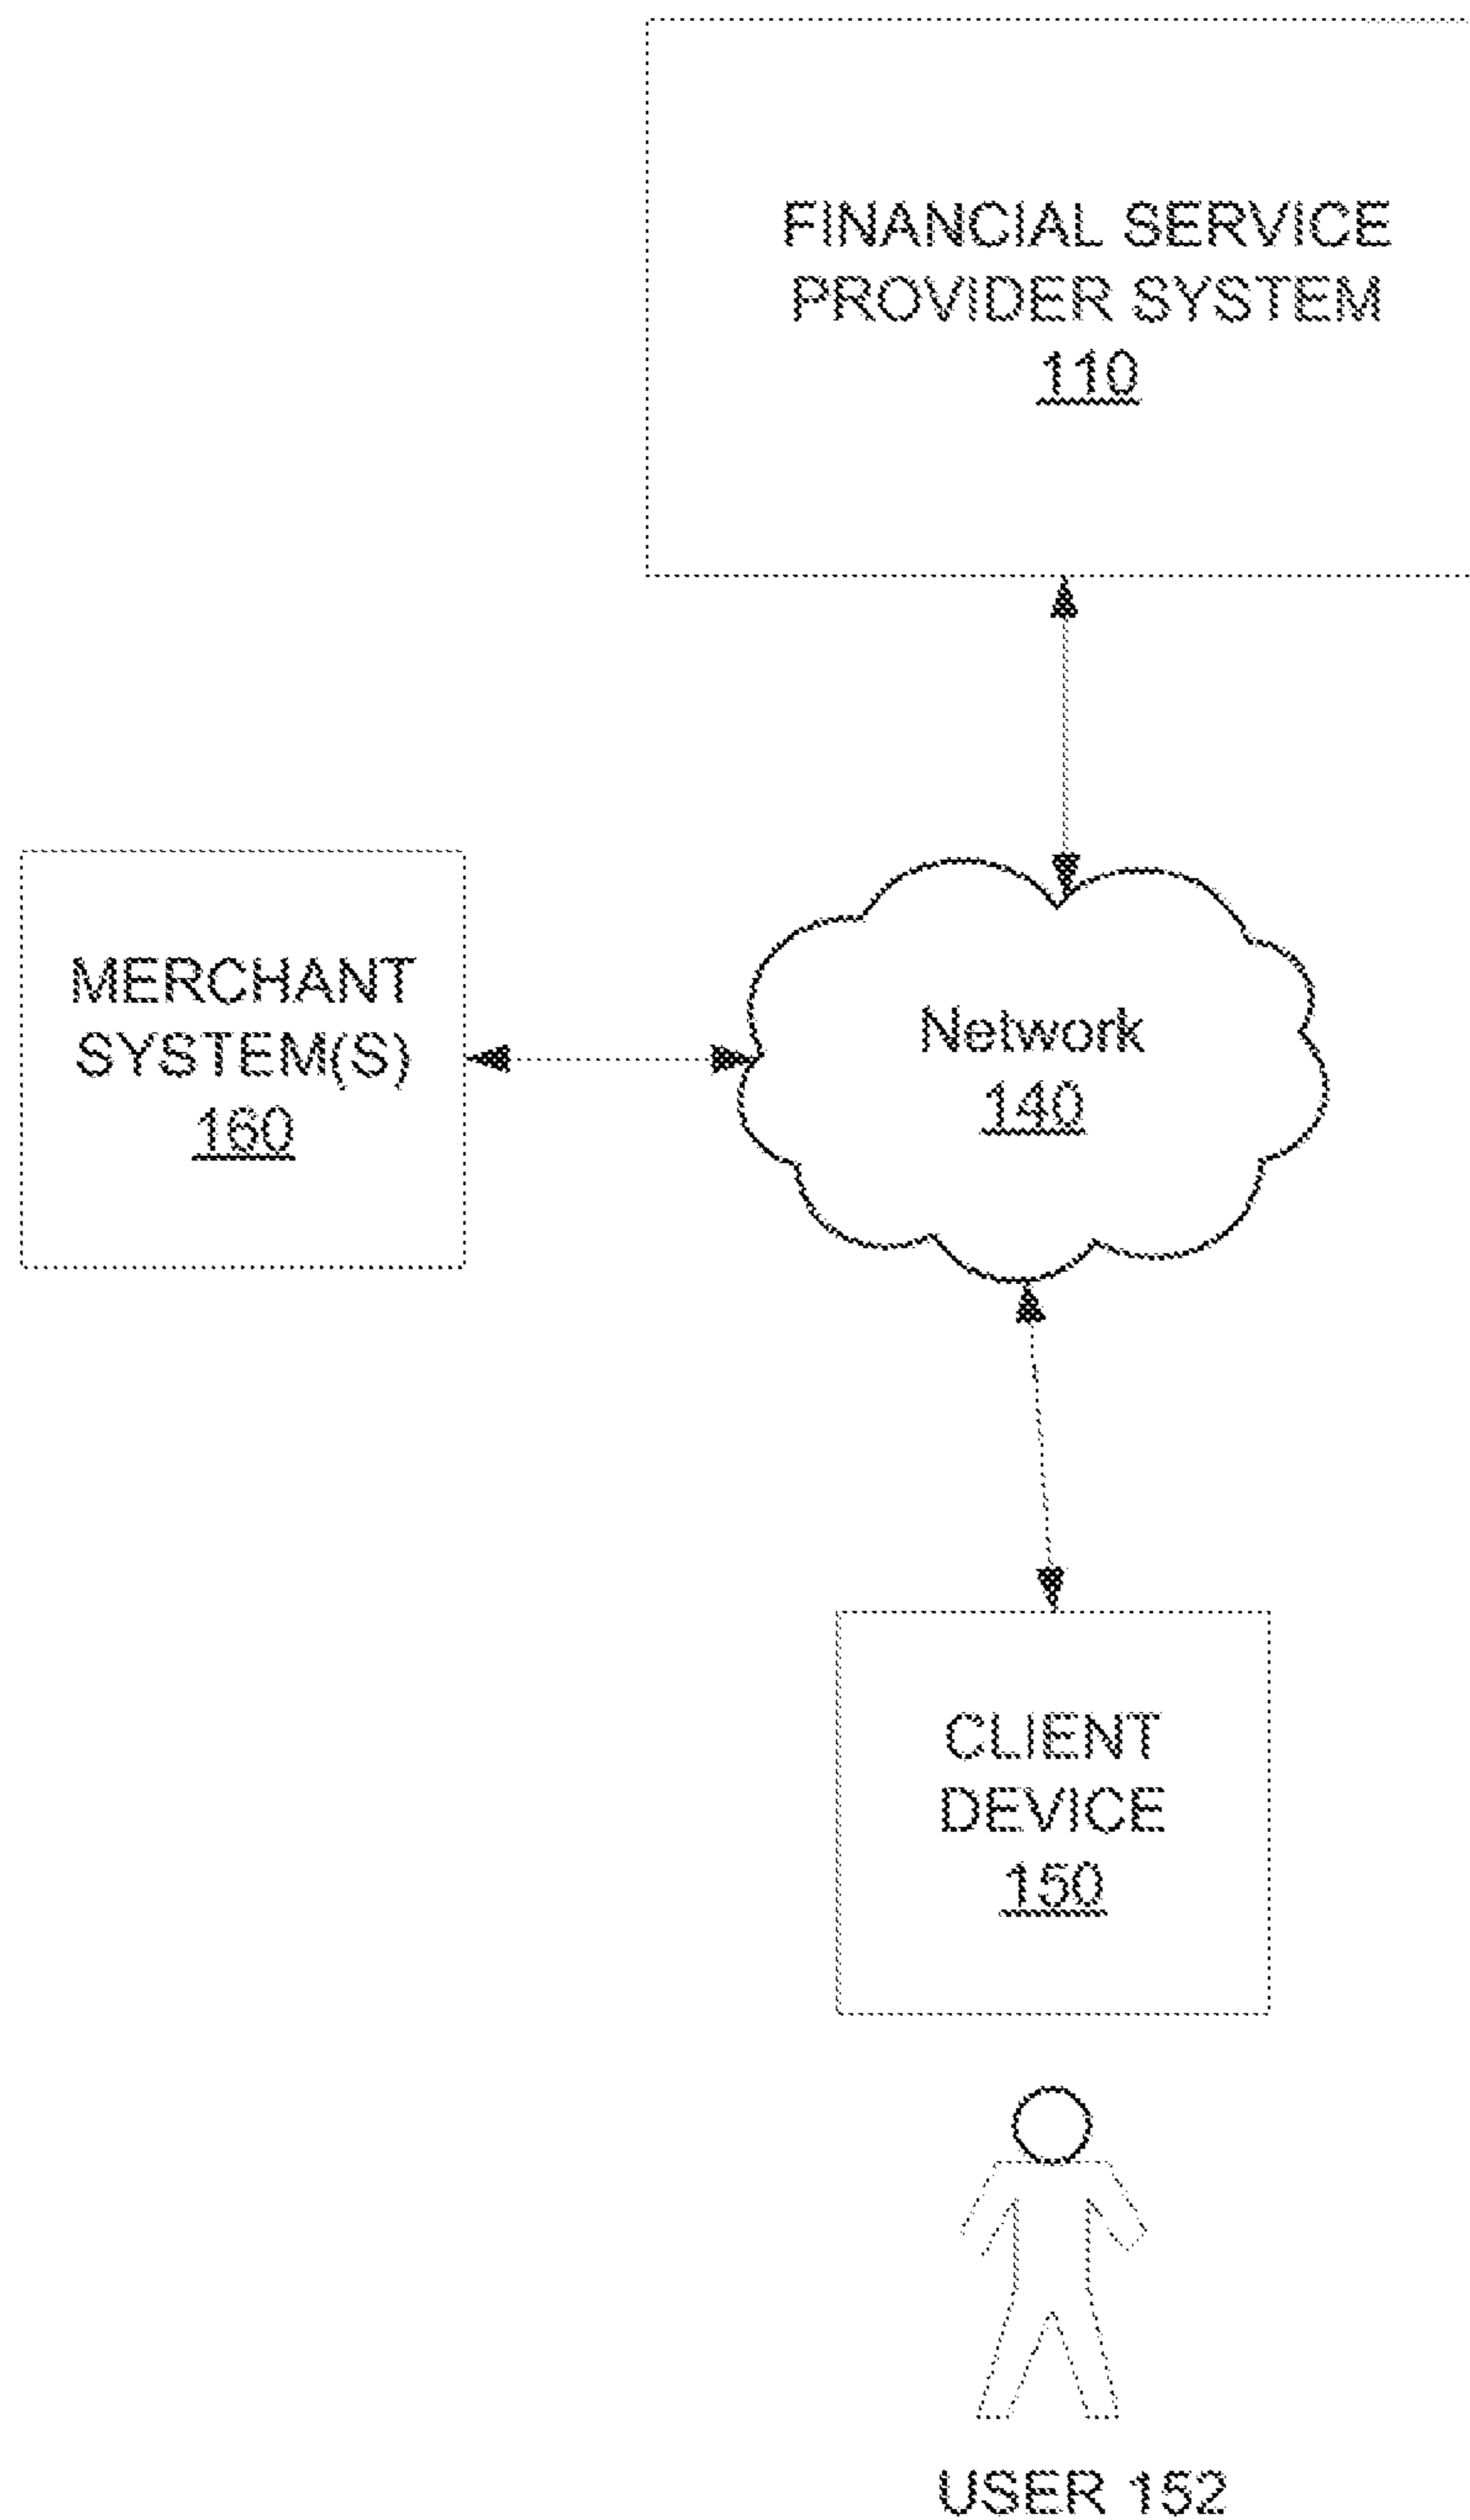 FINANCIAL SERVICE
PROVIDER SYSTEM
110
MERCHANT
SYSTEM(S)
160
Network
140
CLIENT
DEVICE
150
USER 152